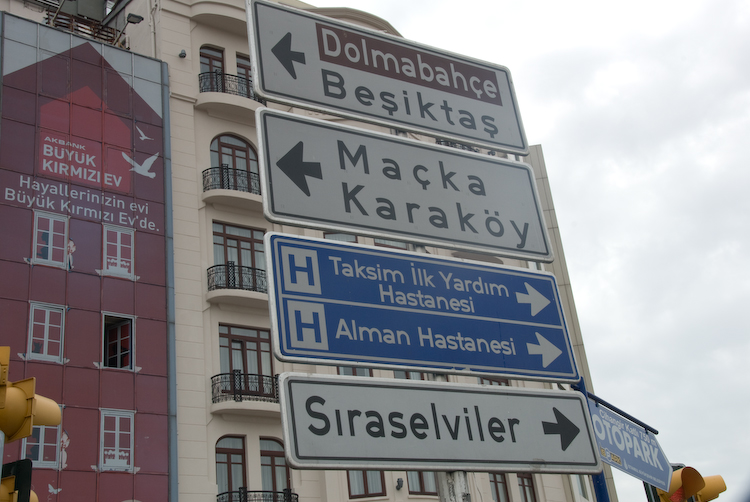 AKBANK
BÜYÜK
KIRMIZI EV
Hayallerinizin evi
Büyük Kırmızı Ev'de.
Dolmabahçe
Beşiktaş
Maçka
Karaköy
H Taksim İlk Yardım
Hastanesi
H Alman Hastanesi
Sıraselviler
OTOPARK